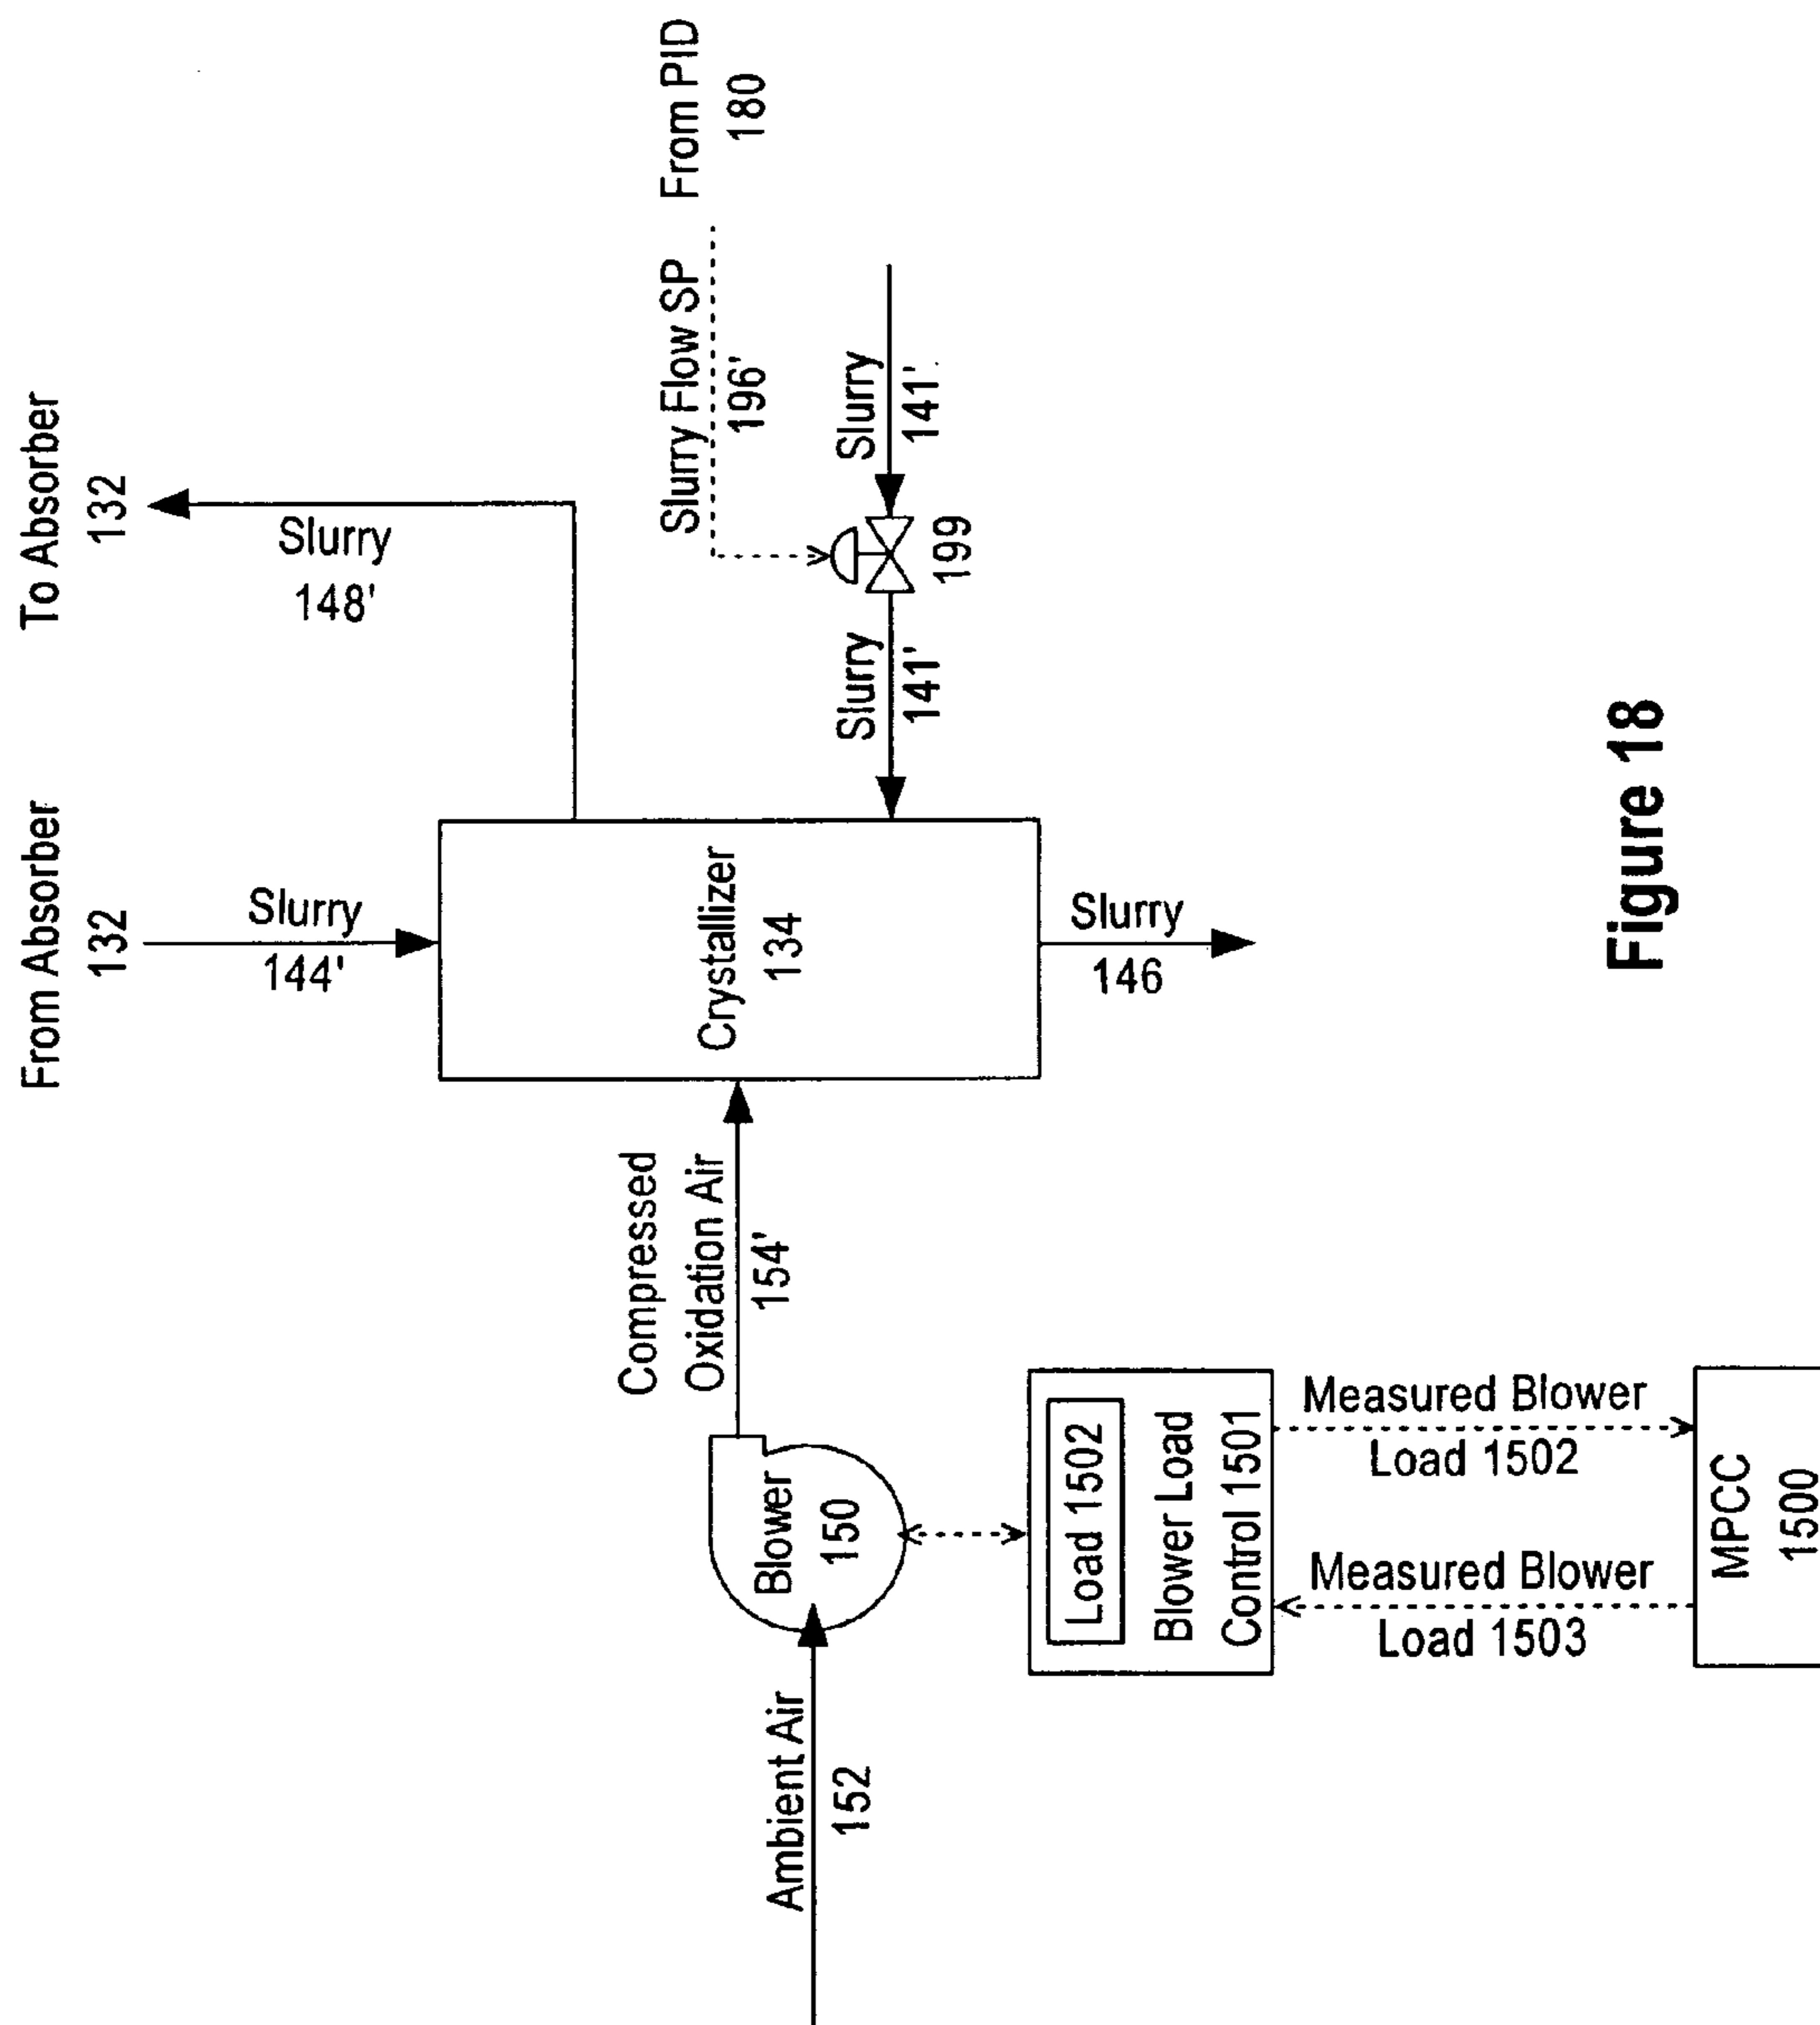 From Absorber
132
To Absorber
132
Slurry
144'
Slurry
148'
Slurry Flow SP
196'
From PID
180
Crystallizer
134
Slurry
141'
Slurry
141'
199
Slurry
146
Compressed
Oxidation Air
154'
Ambient Air
152
Blower
150
Load 1502
Blower Load
Control 1501
Measured Blower
Load 1502
Measured Blower
Load 1503
MPCC
1500
Figure 18